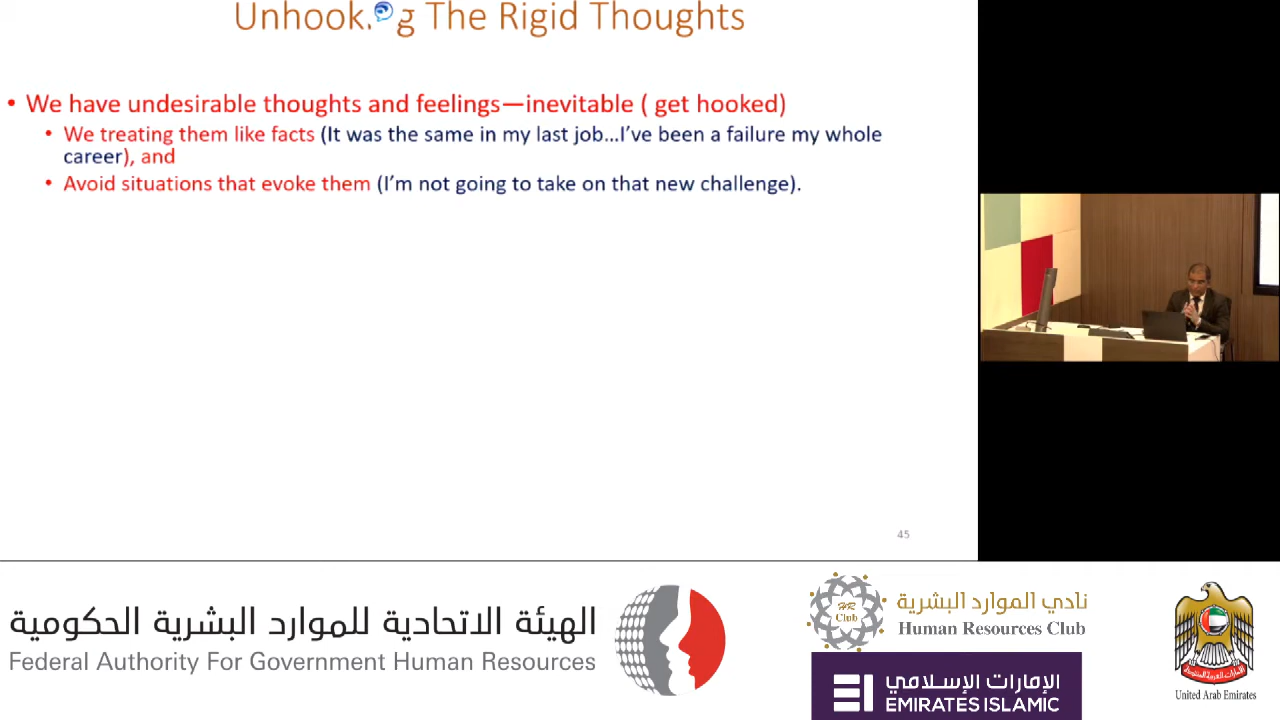 Unhook. g The Rigid Thoughts
• We have undesirable thoughts and feelings—inevitable ( get hooked)
• We treating them like facts (It was the same in my last job...I've been a failure my whole
career), and
• Avoid situations that evoke them (I'm not going to take on that new challenge).
45
الهيئة الاتحادية للموارد البشرية الحكومية
Federal Authority For Government Human Resources
HR
Club
نادي الموارد البشرية
Human Resources Club
الإمارات الإسلامي
EMIRATES ISLAMIC
United Arab Emirates